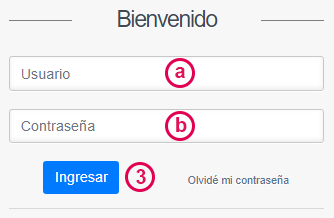 Bienvenido
Usuario a
Contraseña b
Ingresar 3 Olvidé mi contraseña